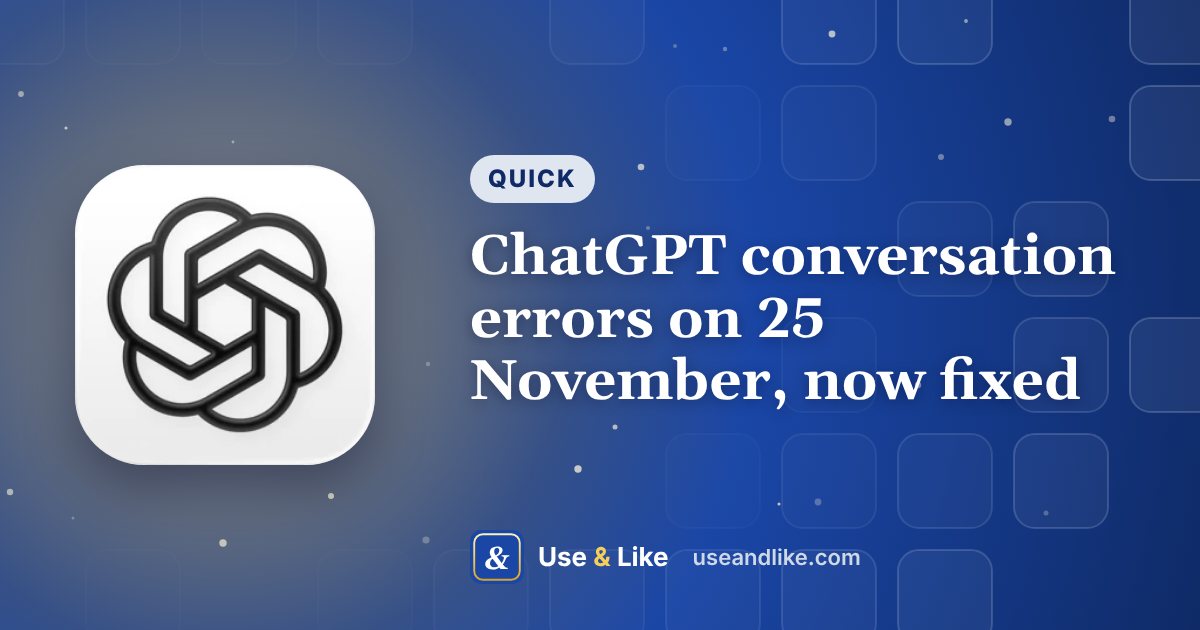 QUICK
ChatGPT conversation
errors on 25
November, now fixed
& Use & Like useandlike.com